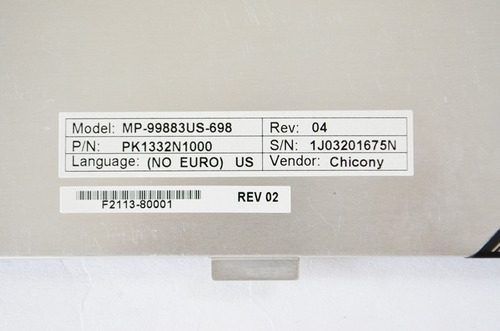 Model: MP-99883US-698 Rev: 04
P/N: PK1332N1000 S/N: 1J03201675N
Language: (NO EURO) US Vendor: Chicony
F2113-80001 REV 02